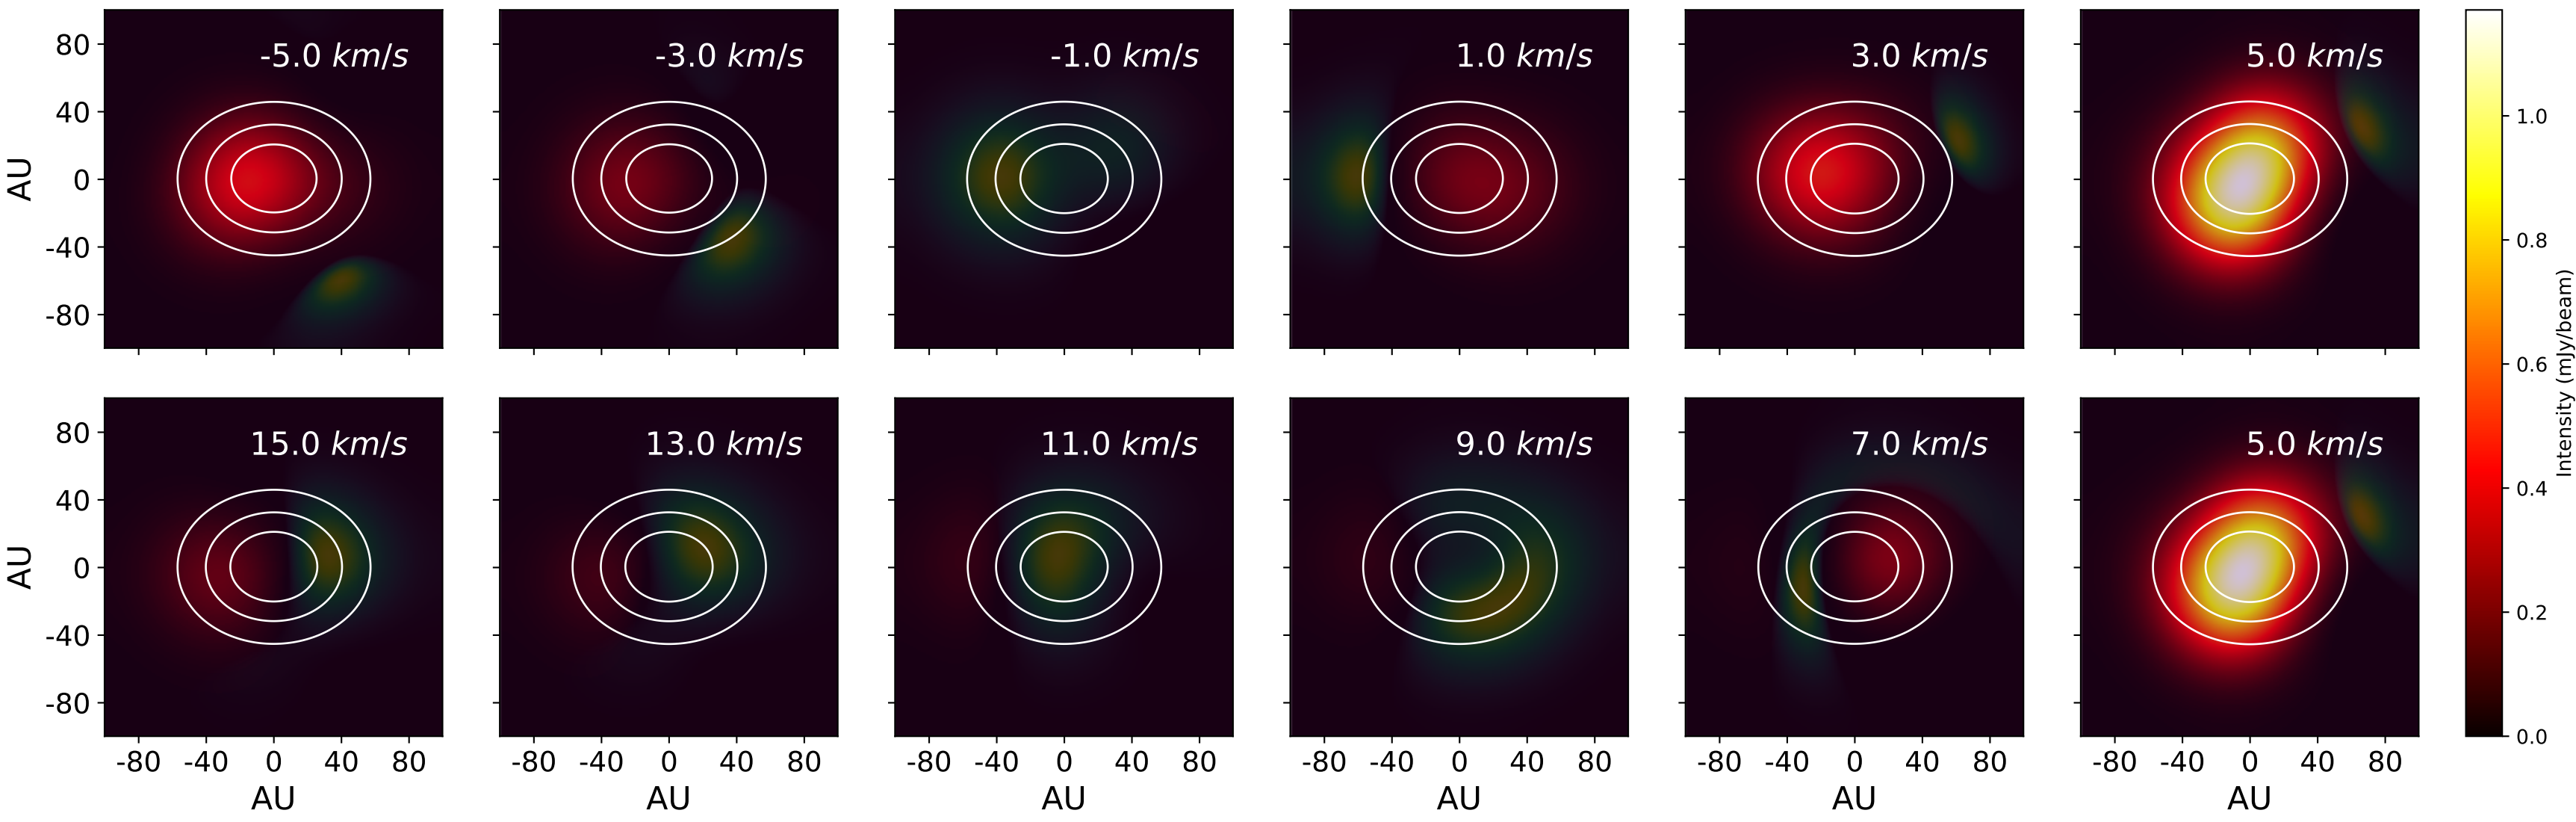 -5.0 km/s
-3.0 km/s
-1.0 km/s
1.0 km/s
3.0 km/s
5.0 km/s
80
40
0
-40
-80
AU
15.0 km/s
13.0 km/s
11.0 km/s
9.0 km/s
7.0 km/s
5.0 km/s
80
40
0
-40
-80
AU
-80 -40 0 40 80
-80 -40 0 40 80
-80 -40 0 40 80
-80 -40 0 40 80
-80 -40 0 40 80
-80 -40 0 40 80
AU
AU
AU
AU
AU
AU
1.0
0.8
0.6
0.4
0.2
0.0
Intensity (mJy/beam)